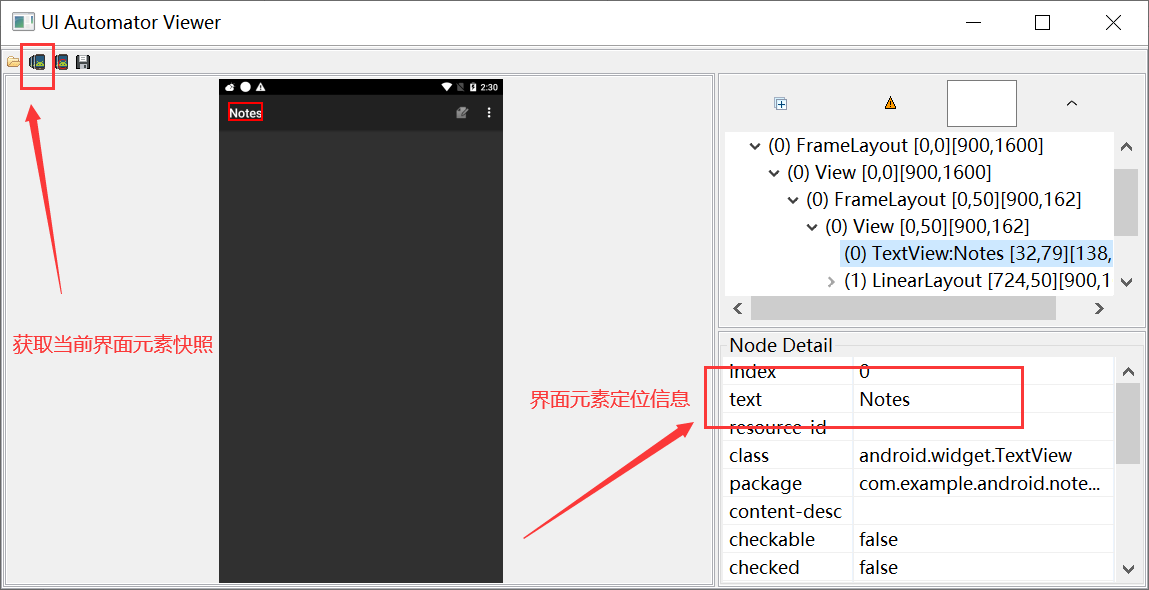 UI Automator Viewer
2:30
Notes
获取当前界面元素快照
界面元素定位信息
(0) FrameLayout [0,0][900,1600]
(0) View [0,0][900,1600]
(0) FrameLayout [0,50][900,162]
(0) View [0,50][900,162]
(0) TextView:Notes [32,79][138,
(1) LinearLayout [724,50][900,1
Node Detail
index 0
text Notes
resource-id
class android.widget.TextView
package com.example.android.note...
content-desc
checkable false
checked false